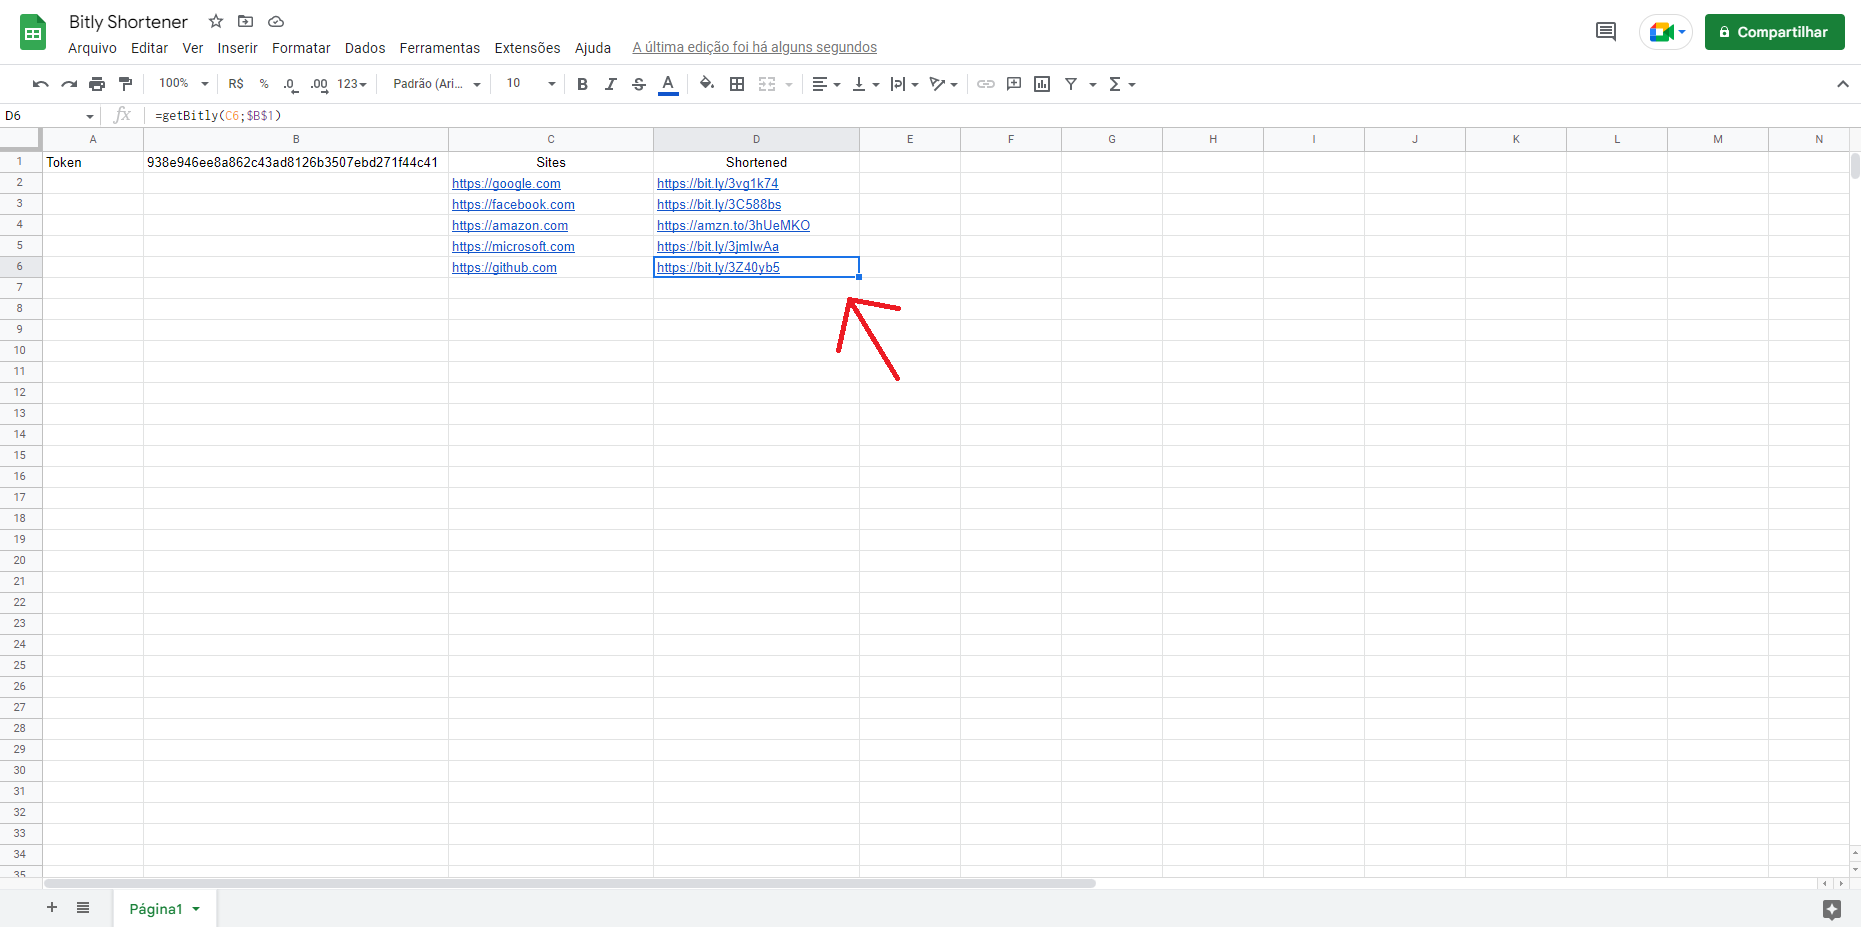 Bitly Shortener
Arquivo Editar Ver Inserir Formatar Dados Ferramentas Extensões Ajuda A última edição foi há alguns segundos
Compartilhar
100% R$ % .0 .00 123 Padrão (Ari... 10 B I S A Σ
D6 fx =getBitly(C6;$B$1)
A B C D E F G H I J K L M N
1 Token 938e946ee8a862c43ad8126b3507ebd271f44c41 Sites Shortened
2 https://google.com https://bit.ly/3vg1k74
3 https://facebook.com https://bit.ly/3C588bs
4 https://amazon.com https://amzn.to/3hUeMKO
5 https://microsoft.com https://bit.ly/3jmIwAa
6 https://github.com https://bit.ly/3Z40yb5
7
8
9
10
11
12
13
14
15
16
17
18
19
20
21
22
23
24
25
26
27
28
29
30
31
32
33
34
35
Página1